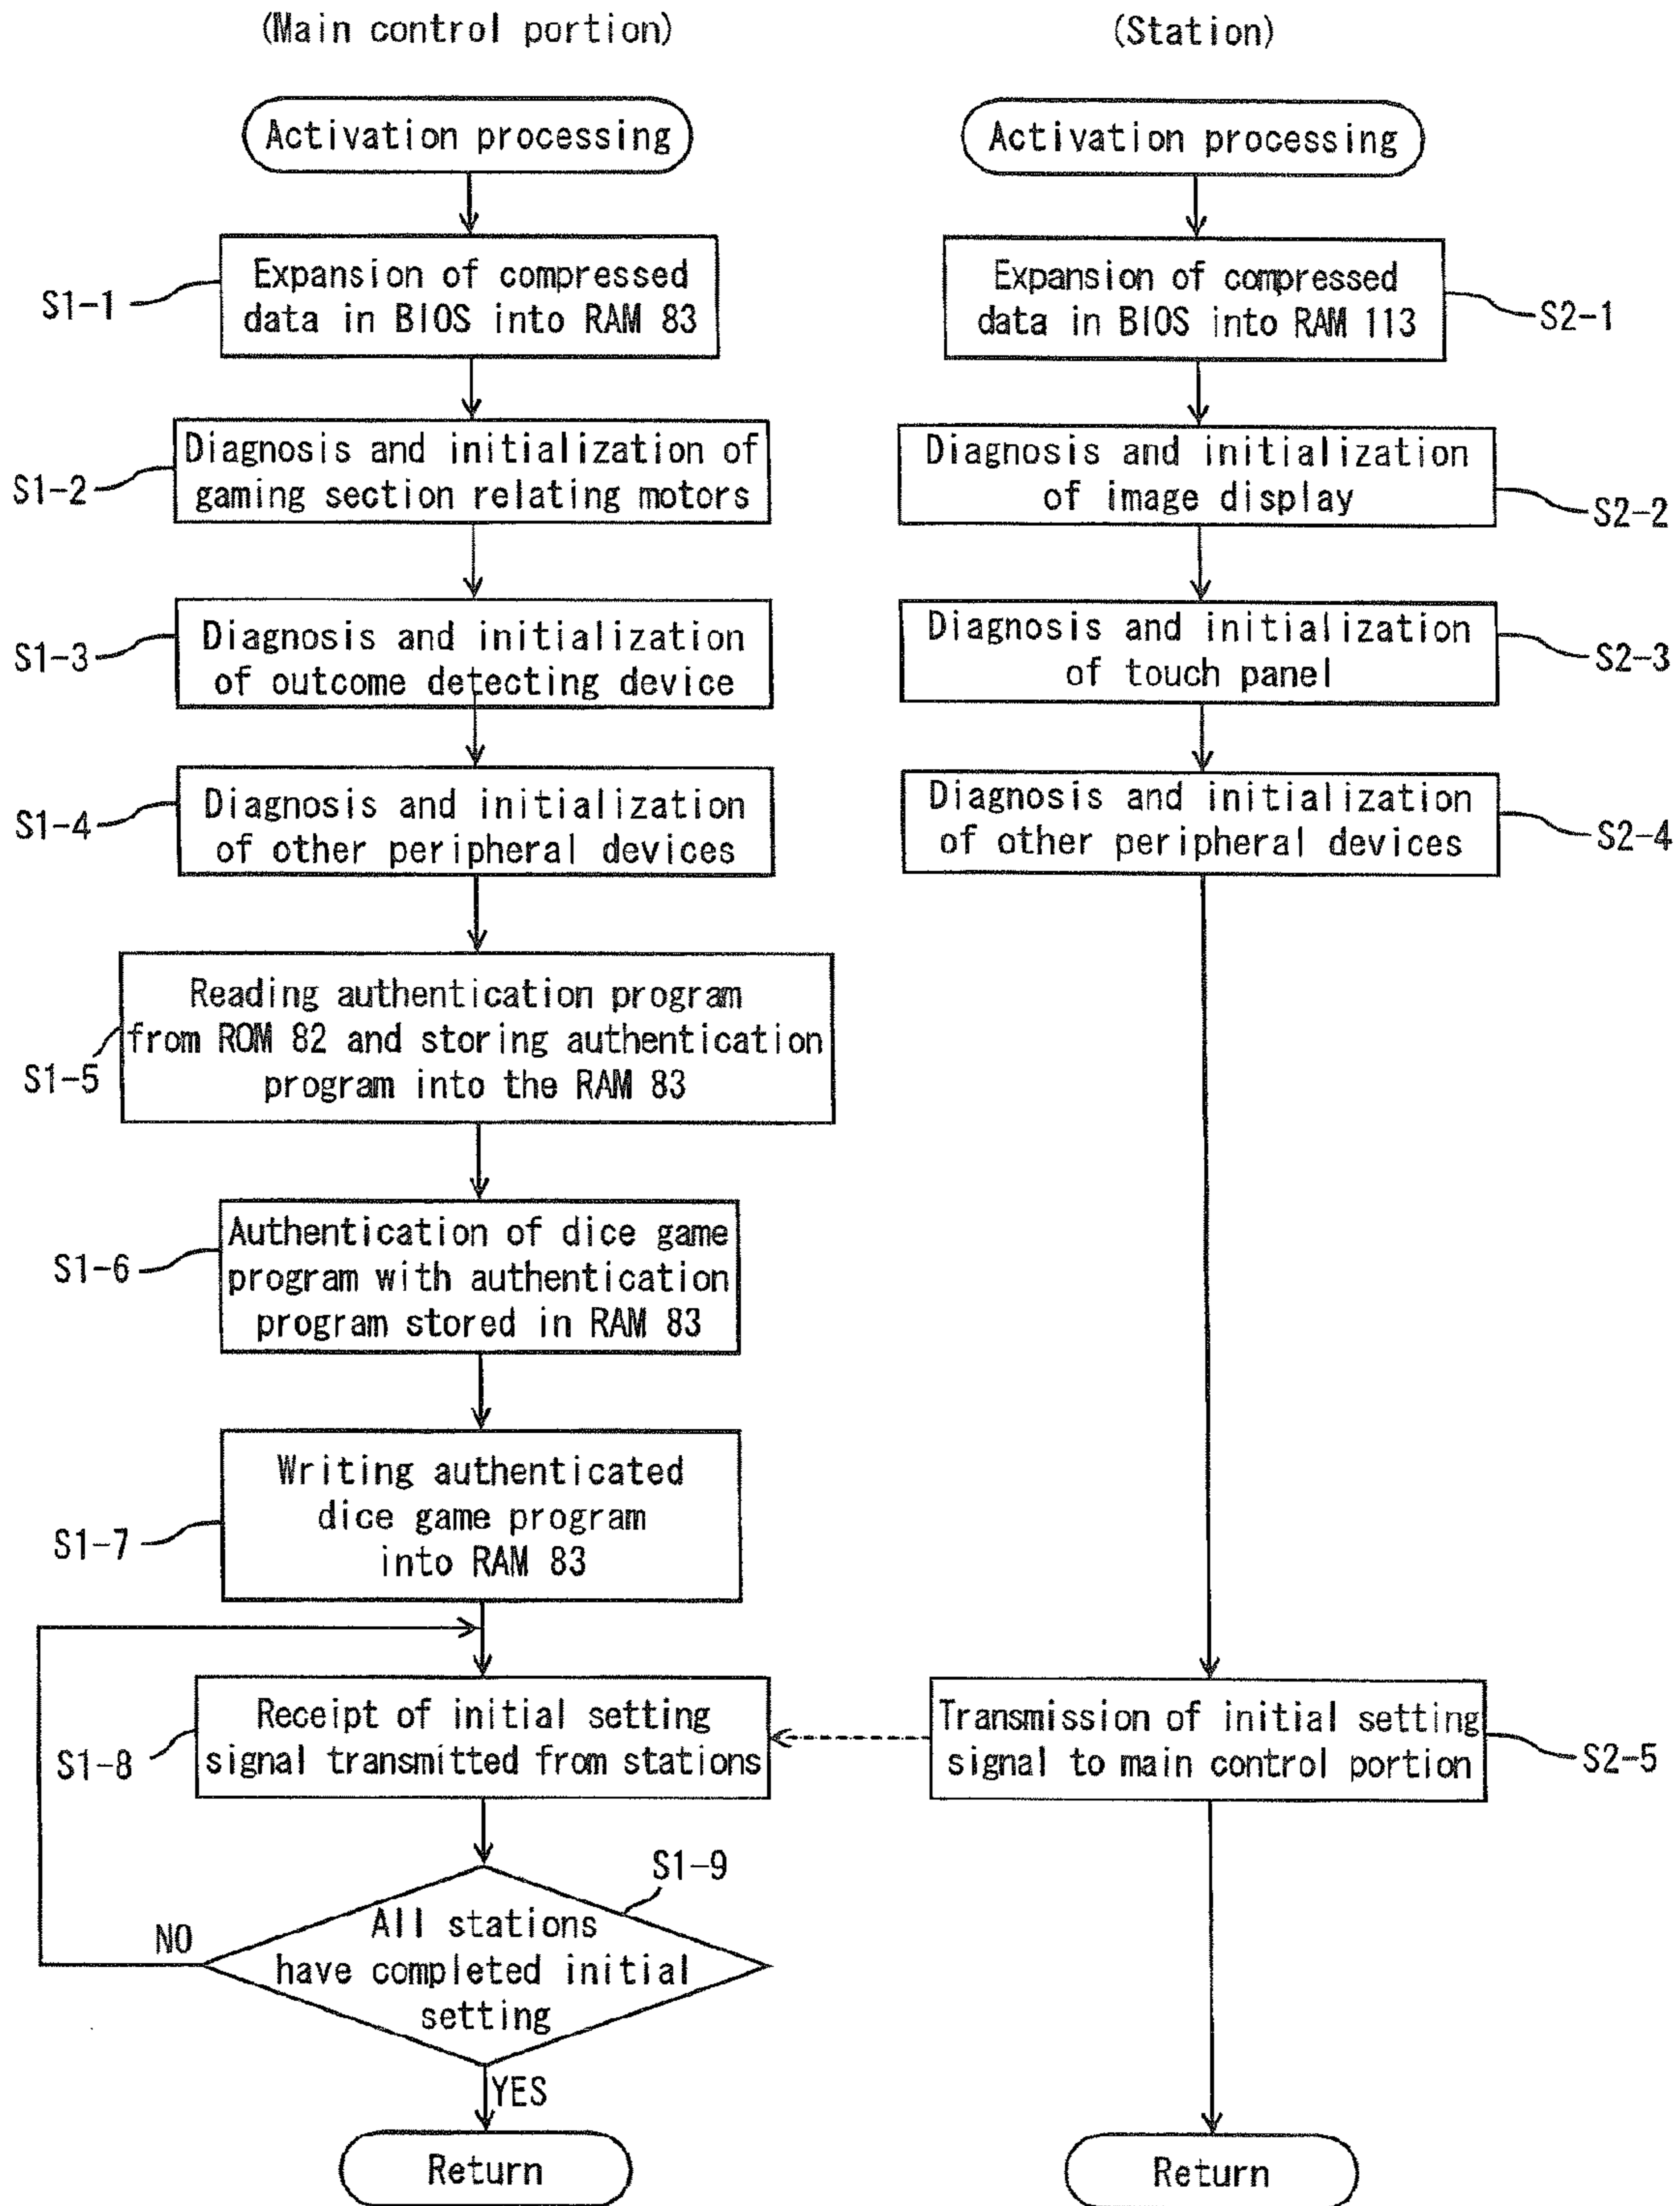 (Main control portion)
Activation processing
S1-1
Expansion of compressed
data in BIOS into RAM 83
S1-2
Diagnosis and initialization of
gaming section relating motors
S1-3
Diagnosis and initialization
of outcome detecting device
S1-4
Diagnosis and initialization
of other peripheral devices
S1-5
Reading authentication program
from ROM 82 and storing authentication
program into the RAM 83
S1-6
Authentication of dice game
program with authentication
program stored in RAM 83
S1-7
Writing authenticated
dice game program
into RAM 83
S1-8
Receipt of initial setting
signal transmitted from stations
S1-9
All stations
have completed initial
setting
NO
YES
Return
(Station)
Activation processing
Expansion of compressed
data in BIOS into RAM 113
S2-1
Diagnosis and initialization
of image display
S2-2
Diagnosis and initialization
of touch panel
S2-3
Diagnosis and initialization
of other peripheral devices
S2-4
Transmission of initial setting
signal to main control portion
S2-5
Return